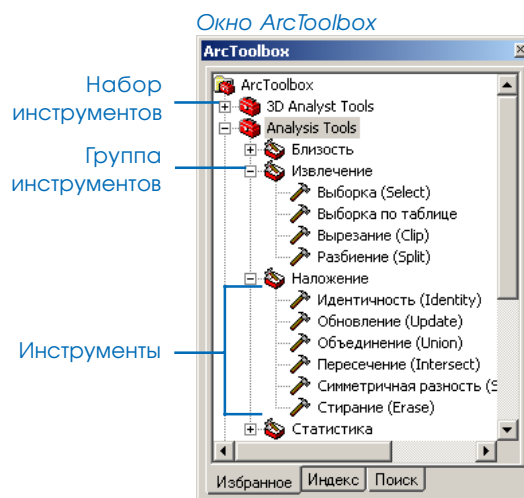 Окно ArcToolbox
ArcToolbox
Набор
инструментов
Группа
инструментов
Инструменты
ArcToolbox
3D Analyst Tools
Analysis Tools
Близость
Извлечение
Выборка (Select)
Выборка по таблице
Вырезание (Clip)
Разбиение (Split)
Наложение
Идентичность (Identity)
Обновление (Update)
Объединение (Union)
Пересечение (Intersect)
Симметричная разность (S
Стирание (Erase)
Статистика
Избранное Индекс Поиск